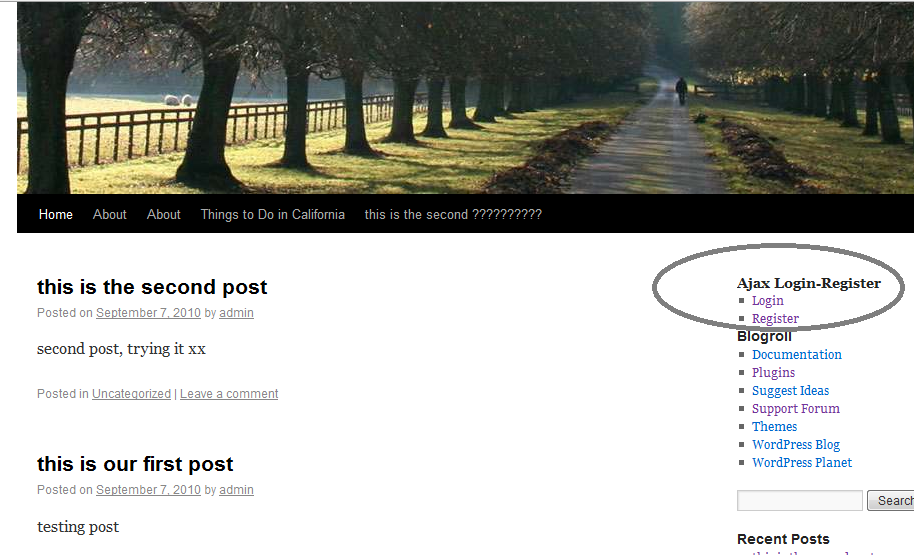 Home About About Things to Do in California this is the second ??????????
this is the second post
Posted on September 7, 2010 by admin
second post, trying it xx
Posted in Uncategorized | Leave a comment
this is our first post
Posted on September 7, 2010 by admin
testing post
Ajax Login-Register
Login
Register
Blogroll
Documentation
Plugins
Suggest Ideas
Support Forum
Themes
WordPress Blog
WordPress Planet
Search
Recent Posts